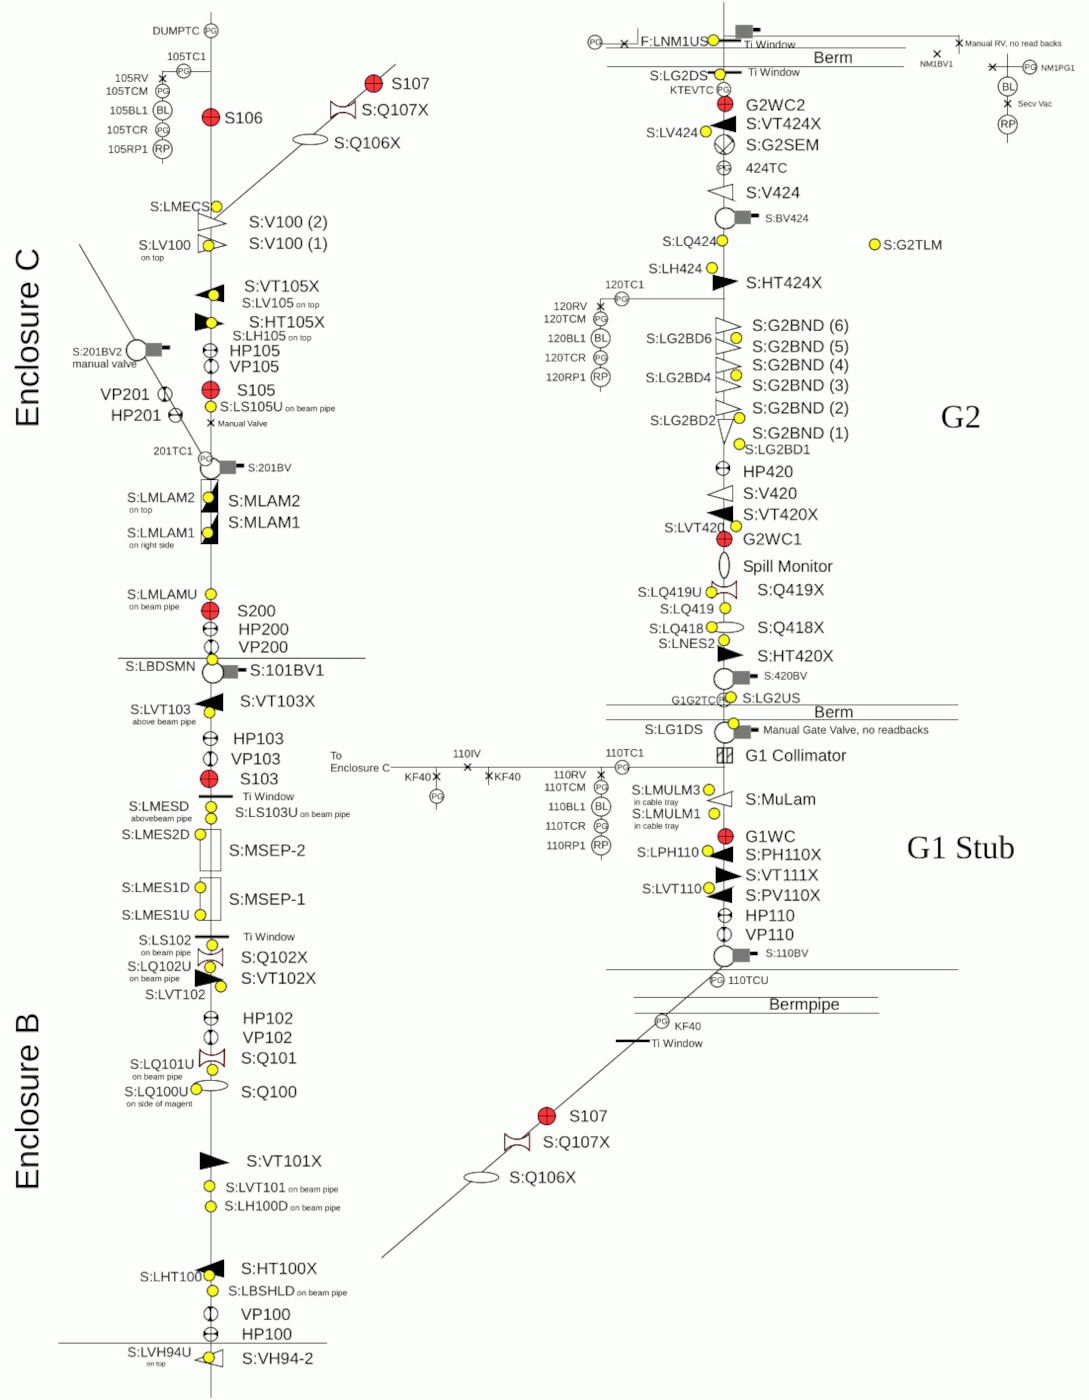 DUMPTC PG
105TC1
PG
105RV
105TCM PG
105BL1 BL
105TCR PG
105RP1 RP
S106
S107
S:Q107X
S:Q106X
S:LMECS
S:V100 (2)
S:LV100
on top
S:V100 (1)
Enclosure C
S:VT105X
S:LV105 on top
S:HT105X
S:LH105 on top
HP105
VP105
S:201BV2
manual valve
VP201
HP201
S105
S:LS105U on beam pipe
Manual Valve
201TC1
PG
S:201BV
S:LMLAM2
on top
S:MLAM2
S:MLAM1
S:LMLAM1
on right side
S:LMLAMU
on beam pipe
S200
HP200
VP200
S:LBDSMN
S:101BV1
S:VT103X
S:LVT103
above beam pipe
HP103
VP103
S103
Ti Window
S:LMESD
abovebeam pipe
S:LS103U on beam pipe
S:LMES2D
S:MSEP-2
S:LMES1D
S:MSEP-1
S:LMES1U
S:LS102
on beam pipe
Ti Window
S:Q102X
S:LQ102U
on beam pipe
S:VT102X
S:LVT102
Enclosure B
HP102
VP102
S:Q101
S:LQ101U
on beam pipe
S:LQ100U
on side of magent
S:Q100
S:VT101X
S:LVT101 on beam pipe
S:LH100D on beam pipe
S:HT100X
S:LHT100
S:LBSHLD on beam pipe
VP100
HP100
S:LVH94U
on top
S:VH94-2
PG
F:LNM1US
Ti Window
Manual RV, no read backs
Berm
NM1BV1
PG NM1PG1
BL
Secv Vac
RP
S:LG2DS
Ti Window
KTEVTC PG
G2WC2
S:VT424X
S:LV424
S:G2SEM
PG 424TC
S:V424
S:BV424
S:LQ424
S:G2TLM
S:LH424
S:HT424X
120TC1
PG
120RV
120TCM PG
120BL1 BL
120TCR PG
120RP1 RP
S:G2BND (6)
S:LG2BD6
S:G2BND (5)
S:G2BND (4)
S:LG2BD4
S:G2BND (3)
S:G2BND (2)
S:LG2BD2
S:G2BND (1)
S:LG2BD1
G2
HP420
S:V420
S:VT420X
S:LVT420
G2WC1
Spill Monitor
S:LQ419U
S:Q419X
S:LQ419
S:LQ418
S:Q418X
S:LNES2
S:HT420X
S:420BV
G1G2TC PG
S:LG2US
Berm
S:LG1DS
Manual Gate Valve, no readbacks
G1 Collimator
To
Enclosure C
110IV
KF40
KF40
PG
110TC1
PG
110RV
110TCM PG
110BL1 BL
110TCR PG
110RP1 RP
S:LMULM3
in cable tray
S:MuLam
S:LMULM1
in cable tray
G1WC
S:LPH110
S:PH110X
G1 Stub
S:VT111X
S:LVT110
S:PV110X
HP110
VP110
S:110BV
PG 110TCU
Bermpipe
PG KF40
Ti Window
S107
S:Q107X
S:Q106X